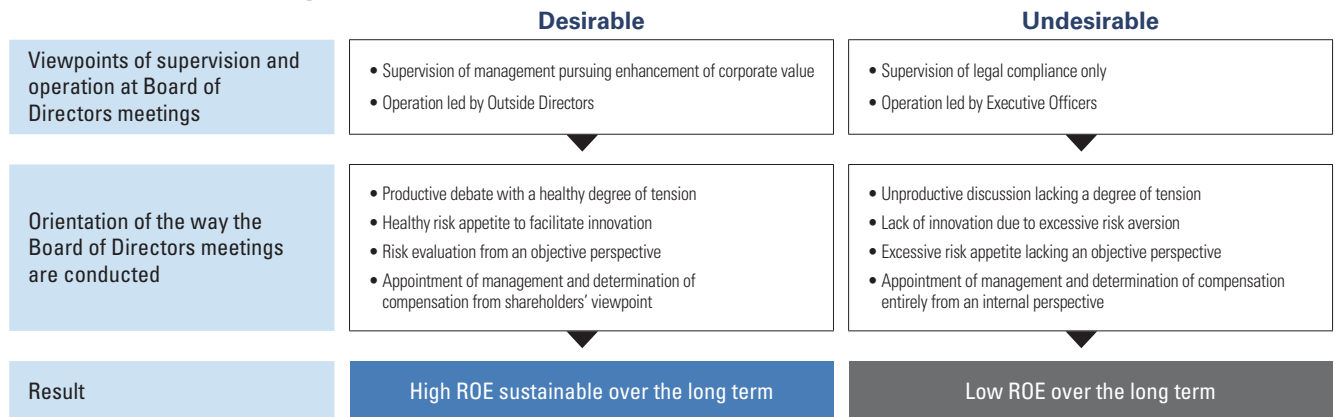 Desirable
Undesirable
Viewpoints of supervision and
operation at Board of
Directors meetings
• Supervision of management pursuing enhancement of corporate value
• Operation led by Outside Directors
• Supervision of legal compliance only
• Operation led by Executive Officers
Orientation of the way the
Board of Directors meetings
are conducted
• Productive debate with a healthy degree of tension
• Healthy risk appetite to facilitate innovation
• Risk evaluation from an objective perspective
• Appointment of management and determination of
compensation from shareholders’ viewpoint
• Unproductive discussion lacking a degree of tension
• Lack of innovation due to excessive risk aversion
• Excessive risk appetite lacking an objective perspective
• Appointment of management and determination of compensation
entirely from an internal perspective
Result
High ROE sustainable over the long term
Low ROE over the long term